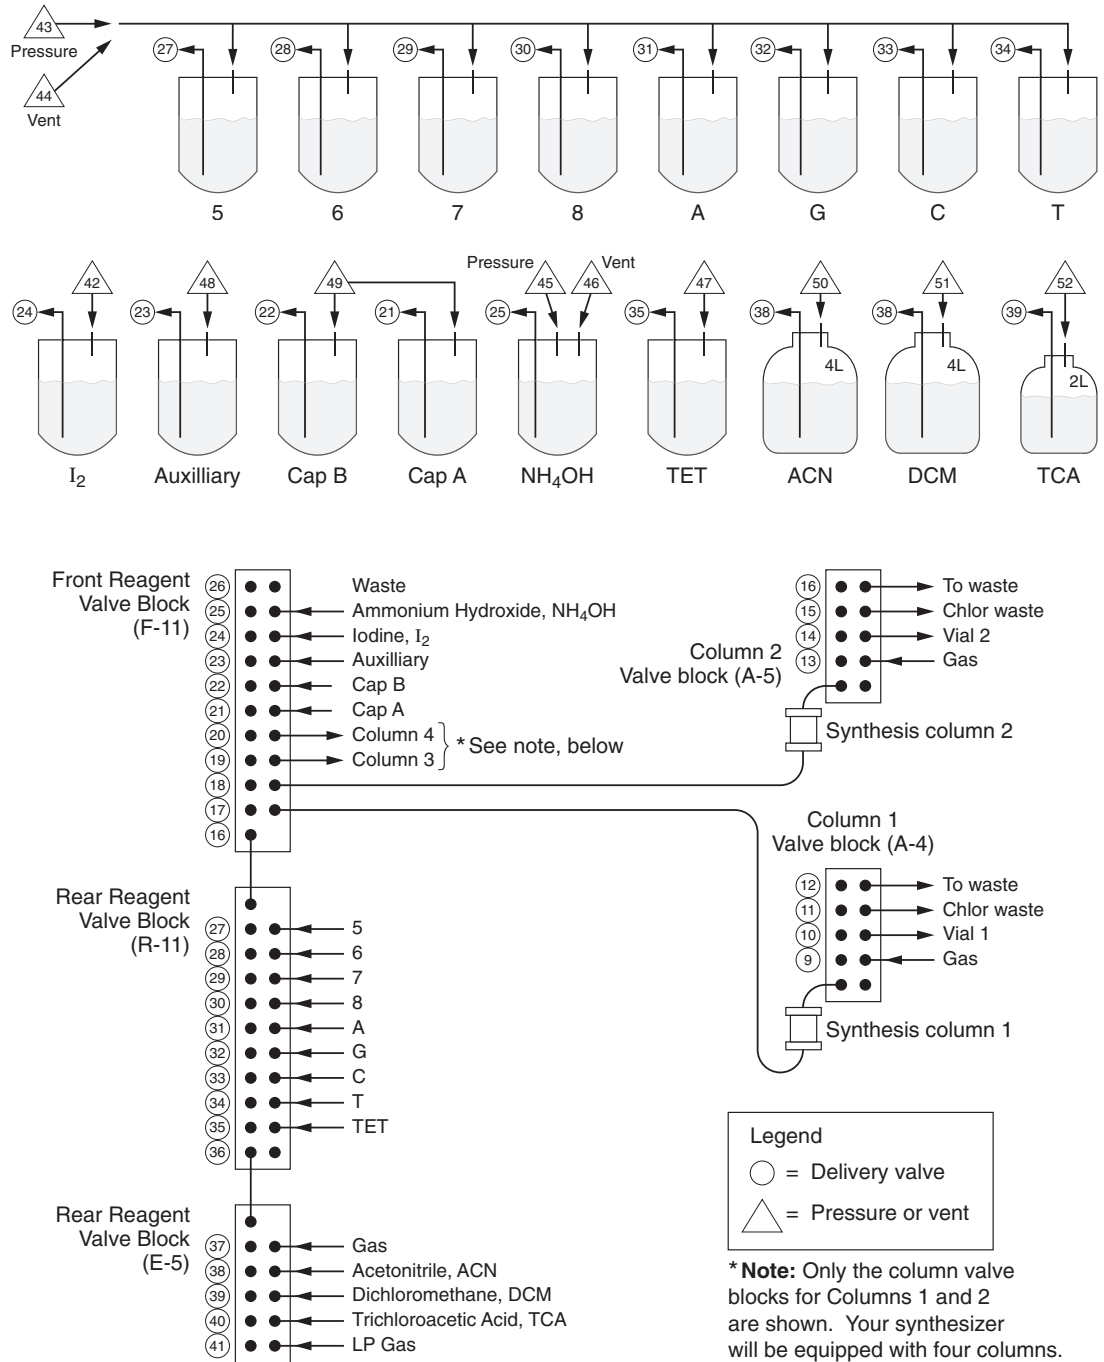 43
Pressure
44
Vent
27 28 29 30 31 32 33 34
5 6 7 8 A G C T
Pressure Vent
42 48 49 45 46 47 50 51 52
24 23 22 21 25 35 38 38 39
4L 4L 2L
I2 Auxilliary Cap B Cap A NH4OH TET ACN DCM TCA
Front Reagent
Valve Block
(F-11)
26 Waste
25 Ammonium Hydroxide, NH4OH
24 Iodine, I2
23 Auxilliary
22 Cap B
21 Cap A
20 Column 4
19 Column 3
* See note, below
18
17
16
Column 2
Valve block (A-5)
16 To waste
15 Chlor waste
14 Vial 2
13 Gas
Synthesis column 2
Column 1
Valve block (A-4)
12 To waste
11 Chlor waste
10 Vial 1
9 Gas
Synthesis column 1
Rear Reagent
Valve Block
(R-11)
27 5
28 6
29 7
30 8
31 A
32 G
33 C
34 T
35 TET
36
Rear Reagent
Valve Block
(E-5)
37 Gas
38 Acetonitrile, ACN
39 Dichloromethane, DCM
40 Trichloroacetic Acid, TCA
41 LP Gas
Legend
= Delivery valve
= Pressure or vent
* Note: Only the column valve
blocks for Columns 1 and 2
are shown. Your synthesizer
will be equipped with four columns.